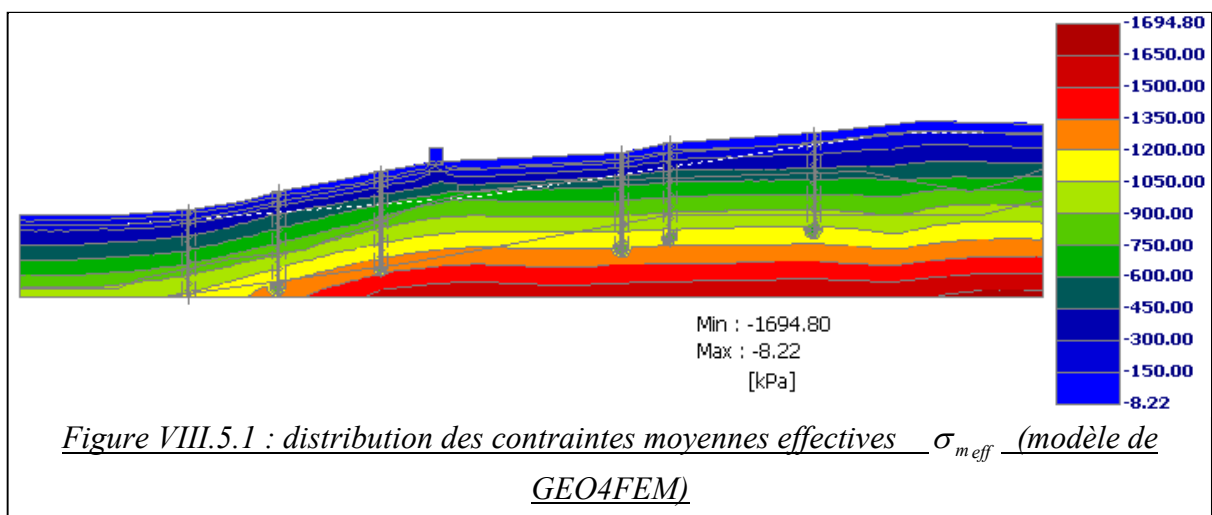 -1694.80
-1650.00
-1500.00
-1350.00
-1200.00
-1050.00
-900.00
-750.00
-600.00
-450.00
-300.00
-150.00
-8.22
Min : -1694.80
Max : -8.22
[kPa]
Figure VIII.5.1 : distribution des contraintes moyennes effectives σ m eff (modèle de
GEO4FEM)